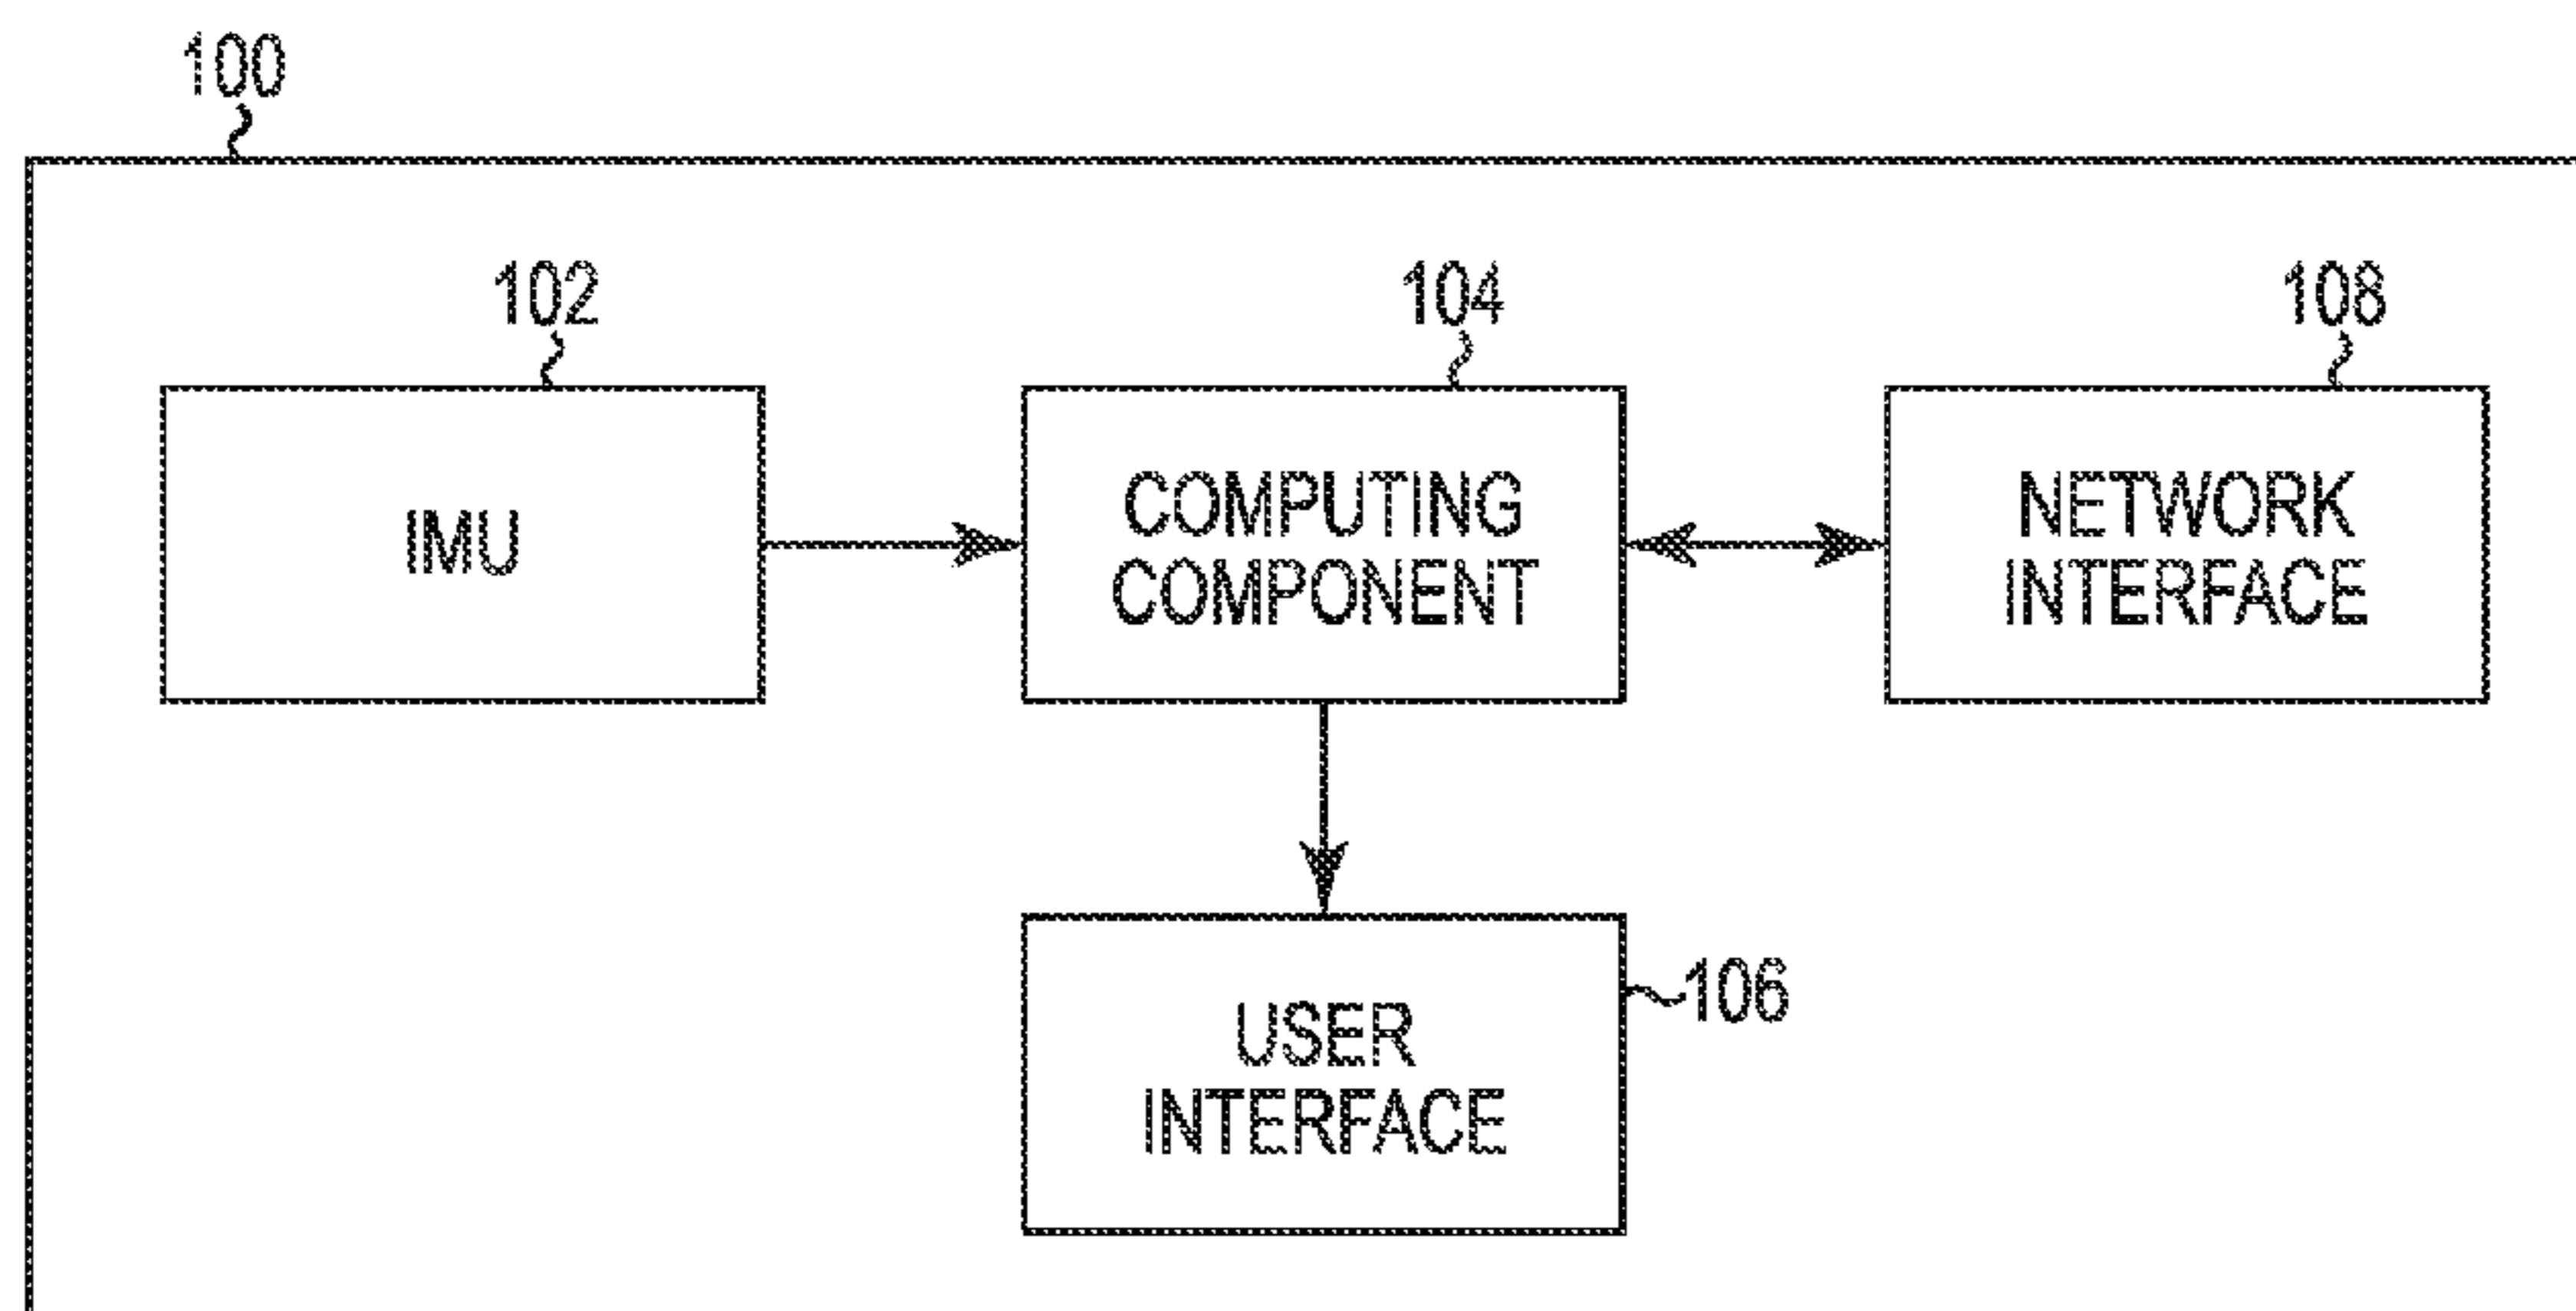 100
102
104
108
IMU
COMPUTING
COMPONENT
NETWORK
INTERFACE
106
USER
INTERFACE